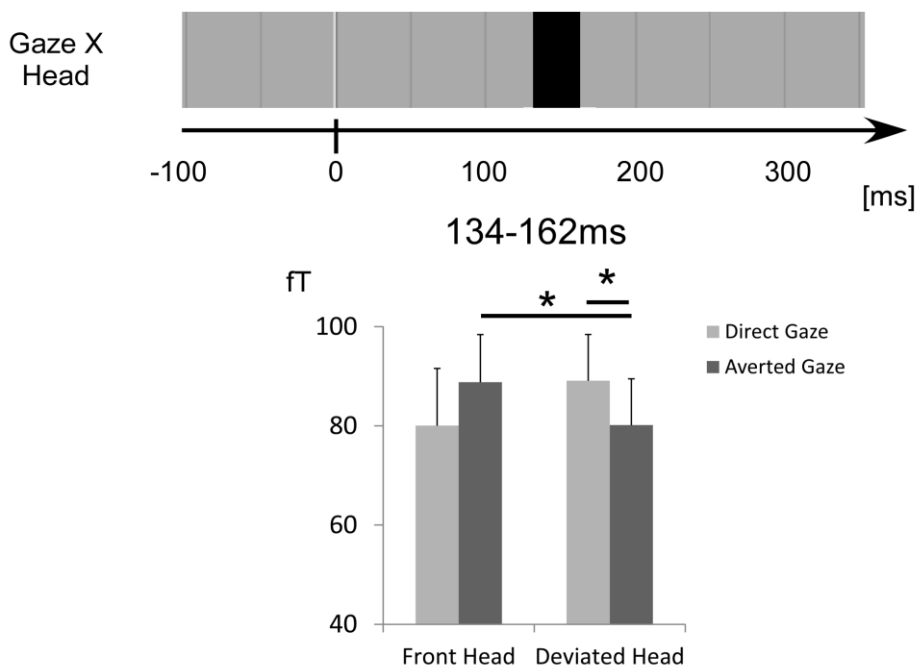 Gaze X
Head
-100 0 100 200 300
[ms]
134-162ms
fT
* *
100
80
60
40
Direct Gaze
Averted Gaze
Front Head Deviated Head